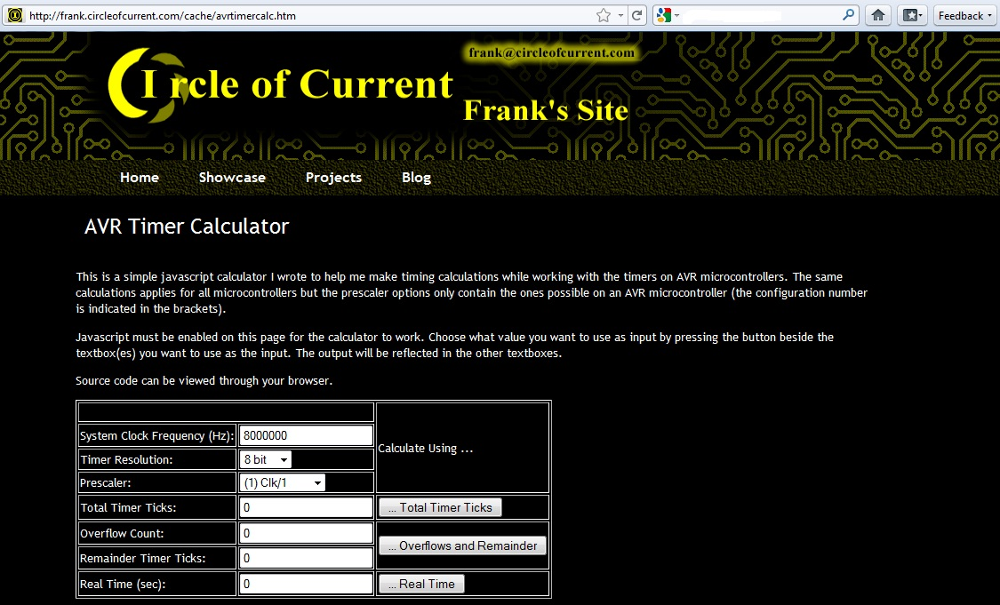 http://frank.circleofcurrent.com/cache/avrtimercalc.htm
Feedback
frank@circleofcurrent.com
Circle of Current
Frank's Site
Home Showcase Projects Blog
AVR Timer Calculator
This is a simple javascript calculator I wrote to help me make timing calculations while working with the timers on AVR microcontrollers. The same
calculations applies for all microcontrollers but the prescaler options only contain the ones possible on an AVR microcontroller (the configuration number
is indicated in the brackets).
Javascript must be enabled on this page for the calculator to work. Choose what value you want to use as input by pressing the button beside the
textbox(es) you want to use as the input. The output will be reflected in the other textboxes.
Source code can be viewed through your browser.
System Clock Frequency (Hz): 8000000
Calculate Using ...
Timer Resolution: 8 bit
Prescaler: (1) Clk/1
Total Timer Ticks: 0 ... Total Timer Ticks
Overflow Count: 0
... Overflows and Remainder
Remainder Timer Ticks: 0
Real Time (sec): 0 ... Real Time